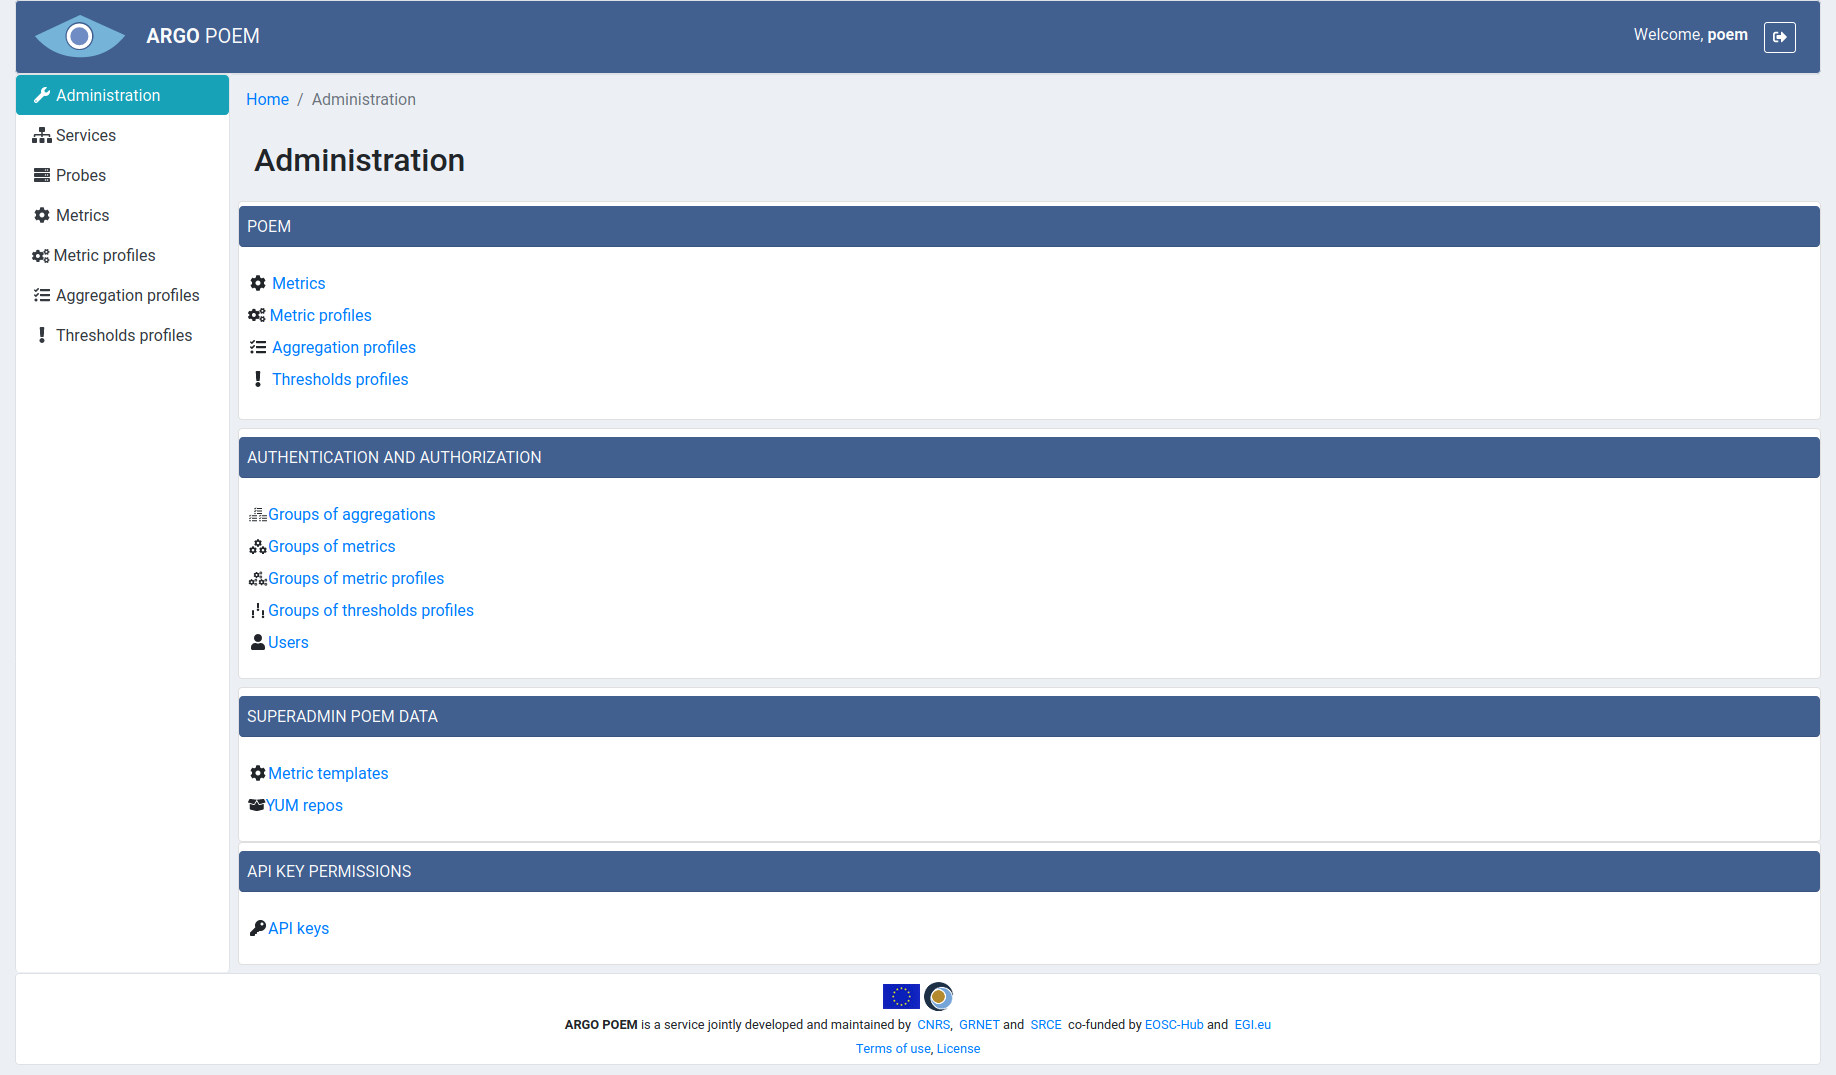 ARGO POEM
Welcome, poem
Administration
Services
Probes
Metrics
Metric profiles
Aggregation profiles
Thresholds profiles
Home / Administration
Administration
POEM
Metrics
Metric profiles
Aggregation profiles
Thresholds profiles
AUTHENTICATION AND AUTHORIZATION
Groups of aggregations
Groups of metrics
Groups of metric profiles
Groups of thresholds profiles
Users
SUPERADMIN POEM DATA
Metric templates
YUM repos
API KEY PERMISSIONS
API keys
ARGO POEM is a service jointly developed and maintained by CNRS, GRNET and SRCE co-funded by EOSC-Hub and EGI.eu
Terms of use, License